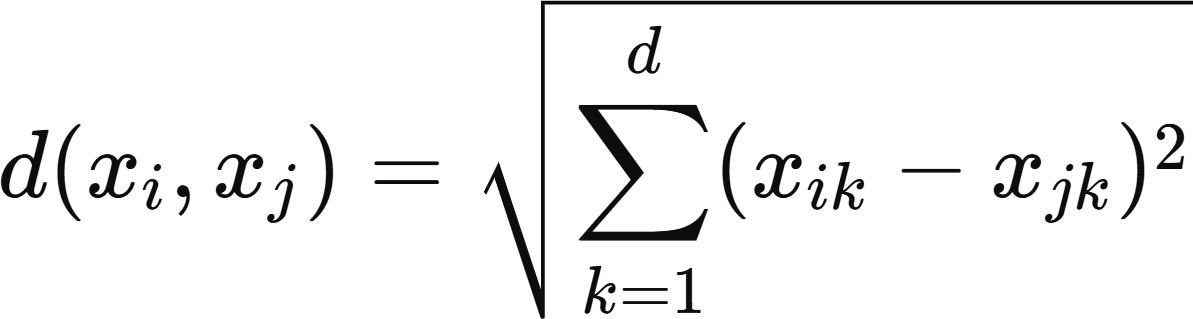 d(x_i, x_j) = \sqrt{\sum_{k=1}^{d} (x_{ik} - x_{jk})^2}